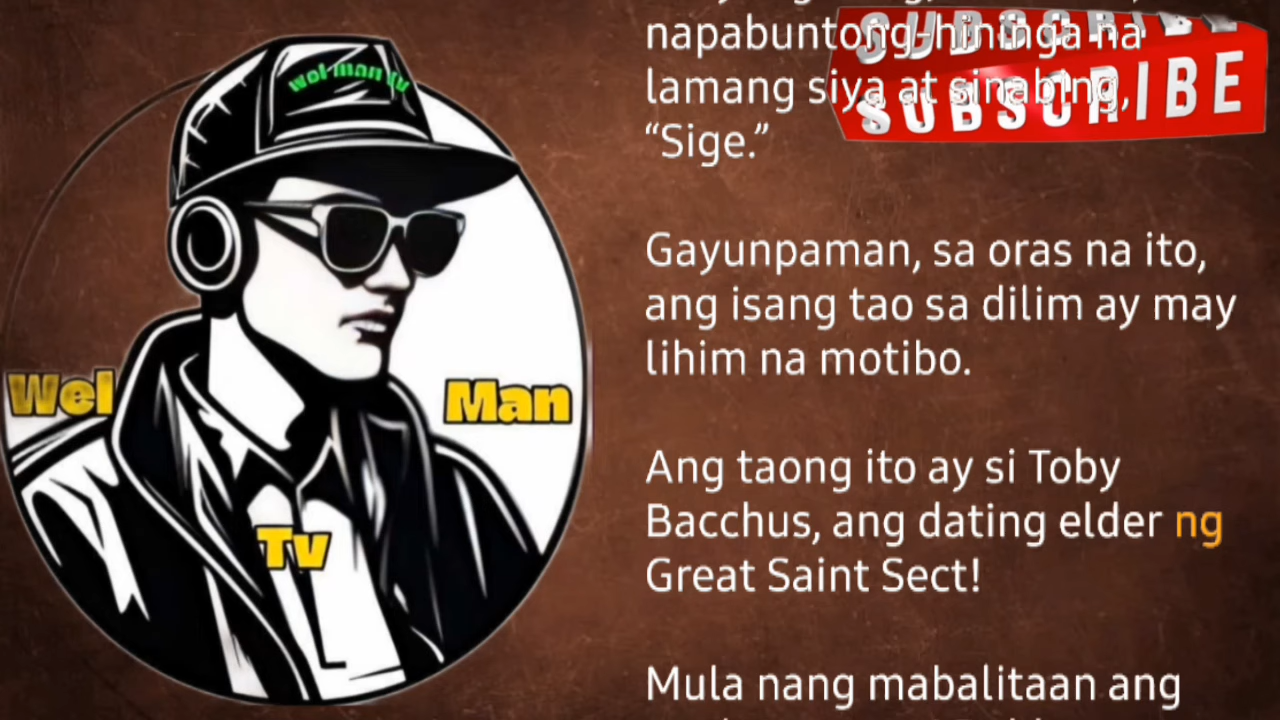 wel man tv
Wel
Man
Tv
SUBSCRIBE
SUBSCRIBE
napabuntong-hininga na
lamang siya at sinabing,
“Sige.”
Gayunpaman, sa oras na ito,
ang isang tao sa dilim ay may
lihim na motibo.
Ang taong ito ay si Toby
Bacchus, ang dating elder ng
Great Saint Sect!
Mula nang mabalitaan ang